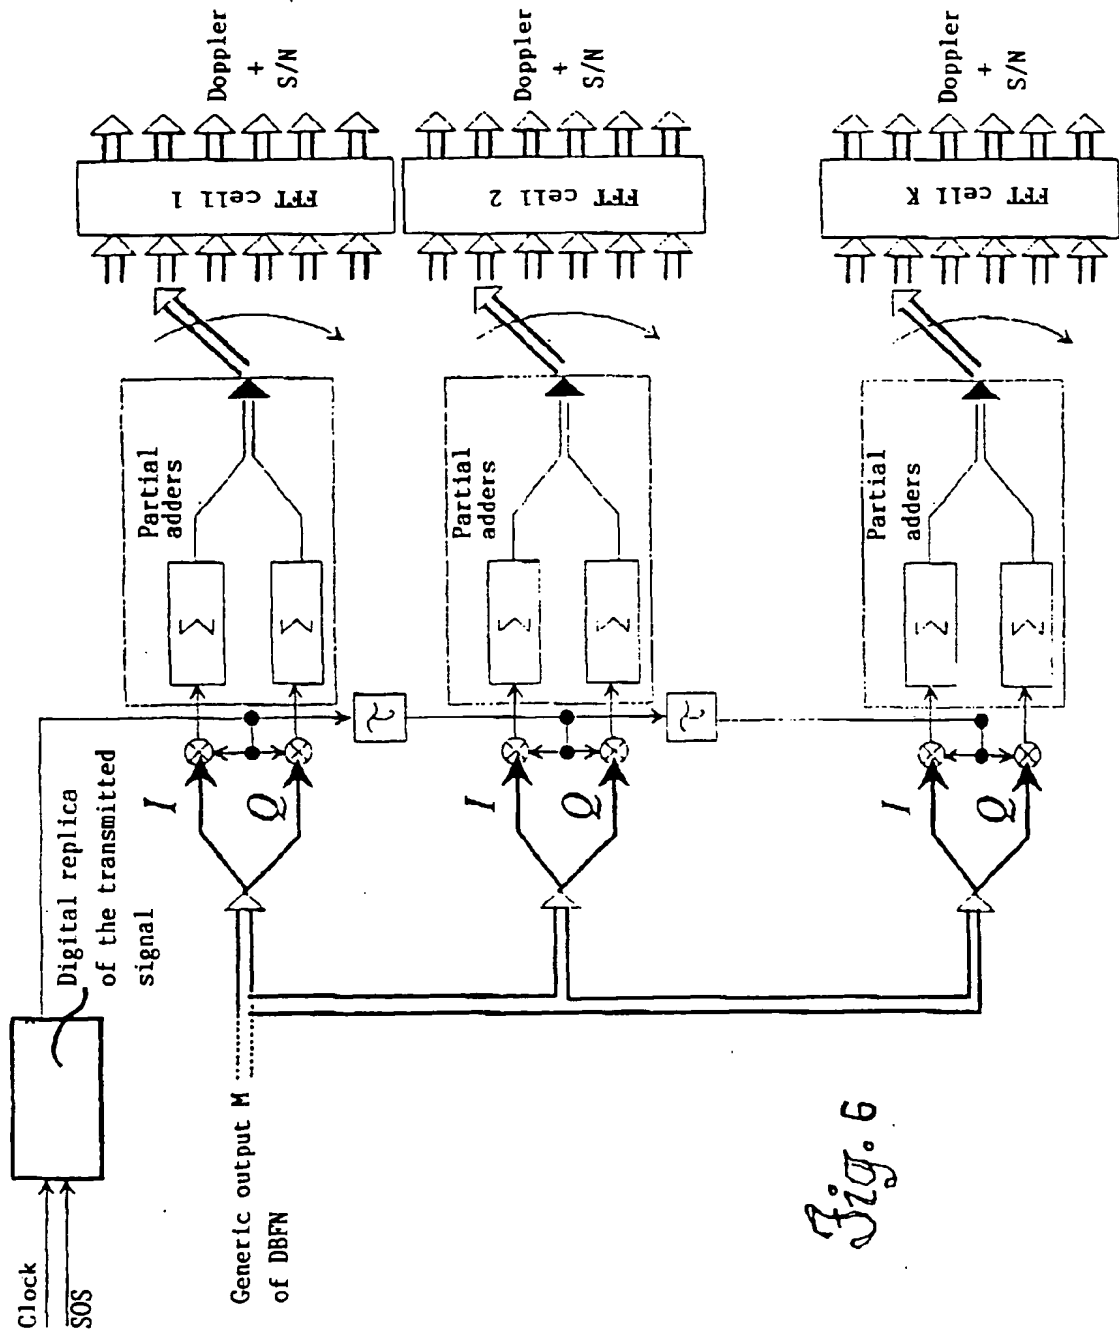 Clock
SOS
Digital replica
of the transmitted
signal
Generic output M
of DBFN
I
Q
Partial
adders
Σ
Σ
FFT cell 1
Doppler
+
S/N
I
Q
τ
Partial
adders
Σ
Σ
FFT cell 2
Doppler
+
S/N
I
Q
τ
Partial
adders
Σ
Σ
FFT cell K
Doppler
+
S/N
Fig. 6